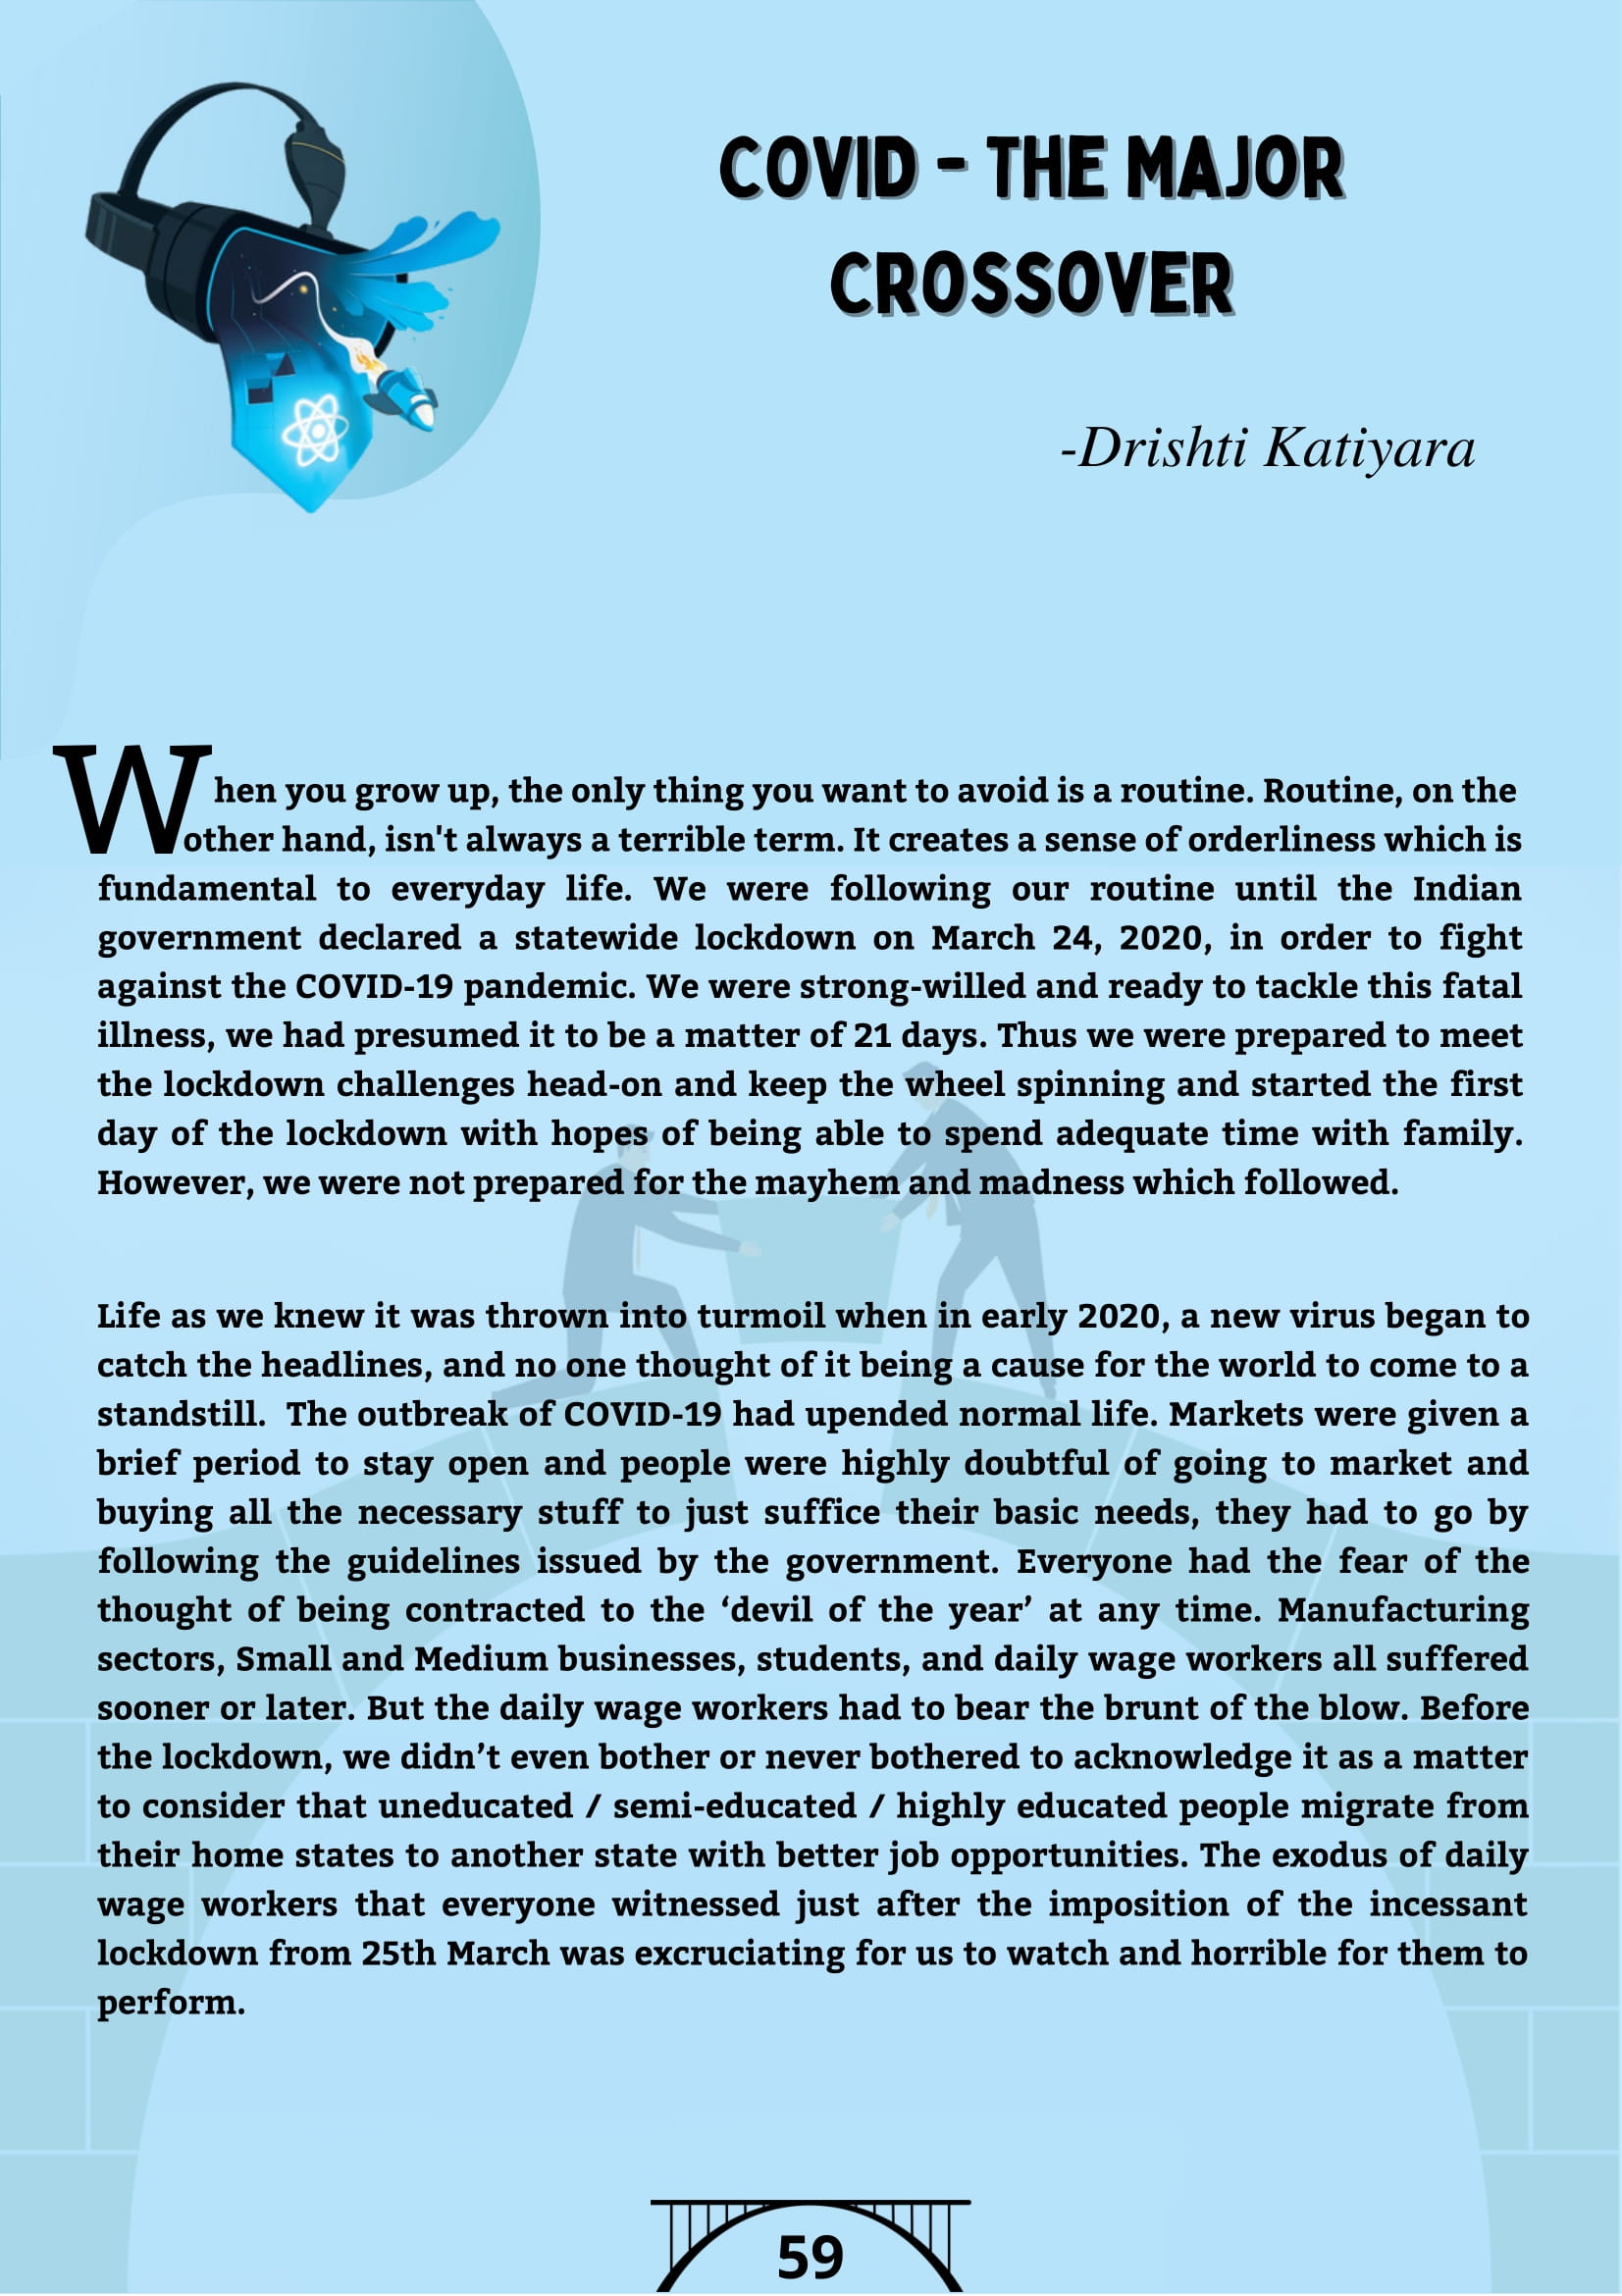 COVID - THE MAJOR
CROSSOVER
-Drishti Katiyara
When you grow up, the only thing you want to avoid is a routine. Routine, on the
other hand, isn't always a terrible term. It creates a sense of orderliness which is
fundamental to everyday life. We were following our routine until the Indian
government declared a statewide lockdown on March 24, 2020, in order to fight
against the COVID-19 pandemic. We were strong-willed and ready to tackle this fatal
illness, we had presumed it to be a matter of 21 days. Thus we were prepared to meet
the lockdown challenges head-on and keep the wheel spinning and started the first
day of the lockdown with hopes of being able to spend adequate time with family.
However, we were not prepared for the mayhem and madness which followed.
Life as we knew it was thrown into turmoil when in early 2020, a new virus began to
catch the headlines, and no one thought of it being a cause for the world to come to a
standstill. The outbreak of COVID-19 had upended normal life. Markets were given a
brief period to stay open and people were highly doubtful of going to market and
buying all the necessary stuff to just suffice their basic needs, they had to go by
following the guidelines issued by the government. Everyone had the fear of the
thought of being contracted to the ‘devil of the year’ at any time. Manufacturing
sectors, Small and Medium businesses, students, and daily wage workers all suffered
sooner or later. But the daily wage workers had to bear the brunt of the blow. Before
the lockdown, we didn’t even bother or never bothered to acknowledge it as a matter
to consider that uneducated / semi-educated / highly educated people migrate from
their home states to another state with better job opportunities. The exodus of daily
wage workers that everyone witnessed just after the imposition of the incessant
lockdown from 25th March was excruciating for us to watch and horrible for them to
perform.
59